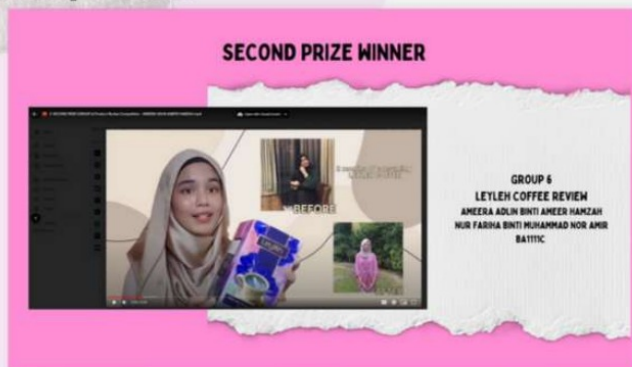 SECOND PRIZE WINNER
BEFORE
GROUP 6
LEYLEH COFFEE REVIEW
AMEERA ADLIN BINTI AMEER HAMZAH
NUR FARIHA BINTI MUHAMMAD NOR AMIR
BA1111C